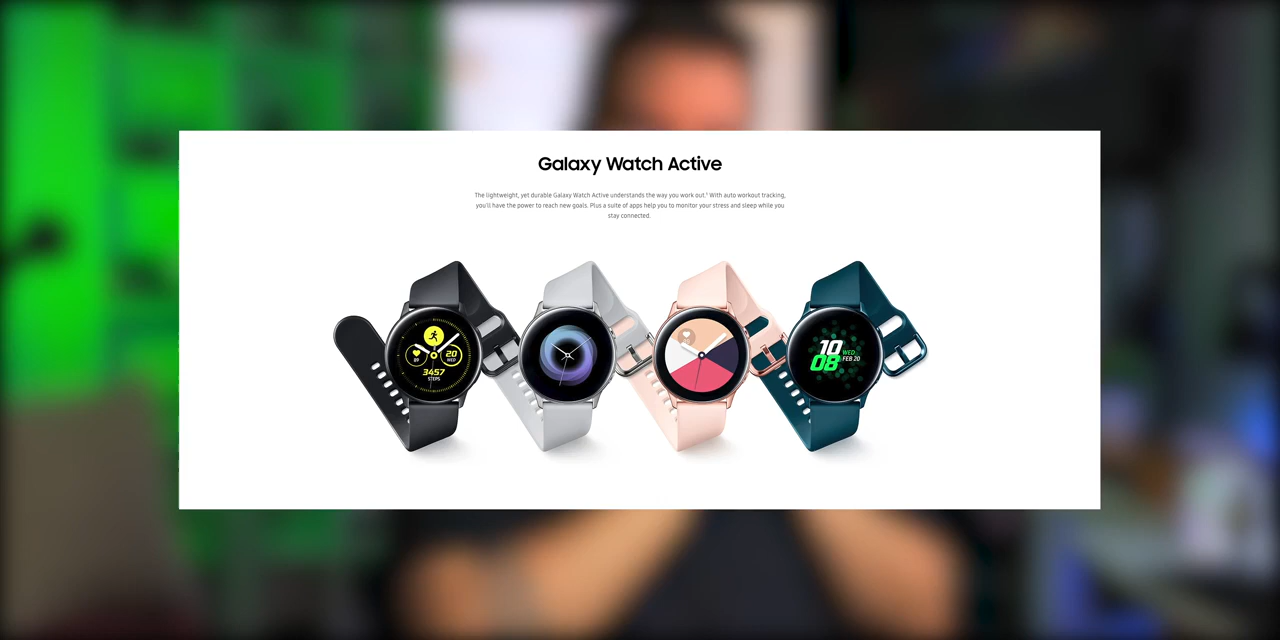 Galaxy Watch Active
The lightweight, yet durable Galaxy Watch Active understands the way you work out.¹ With auto workout tracking,
you'll have the power to reach new goals. Plus a suite of apps help you to monitor your stress and sleep while you
stay connected.
89
20
WED
3457
STEPS
10
08
WED
FEB 20